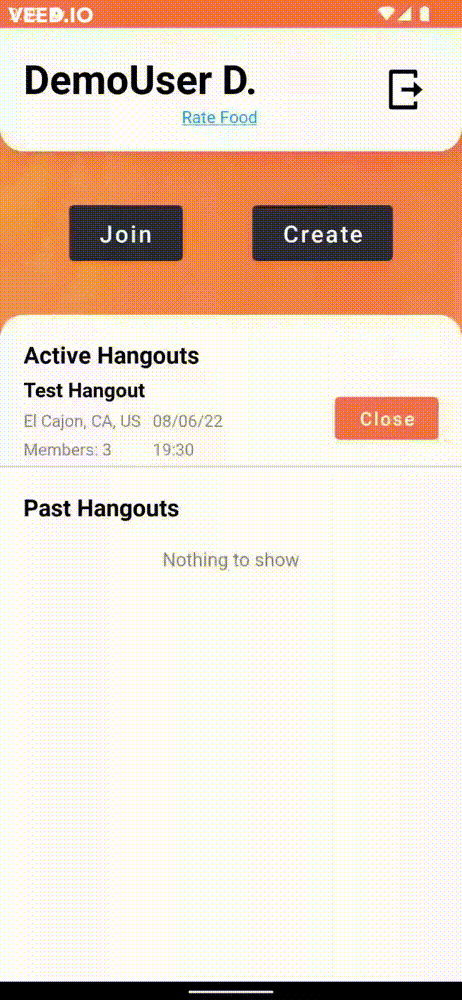 VEED.IO
DemoUser D.
Rate Food
Join
Create
Active Hangouts
Test Hangout
El Cajon, CA, US 08/06/22
Close
Members: 3 19:30
Past Hangouts
Nothing to show